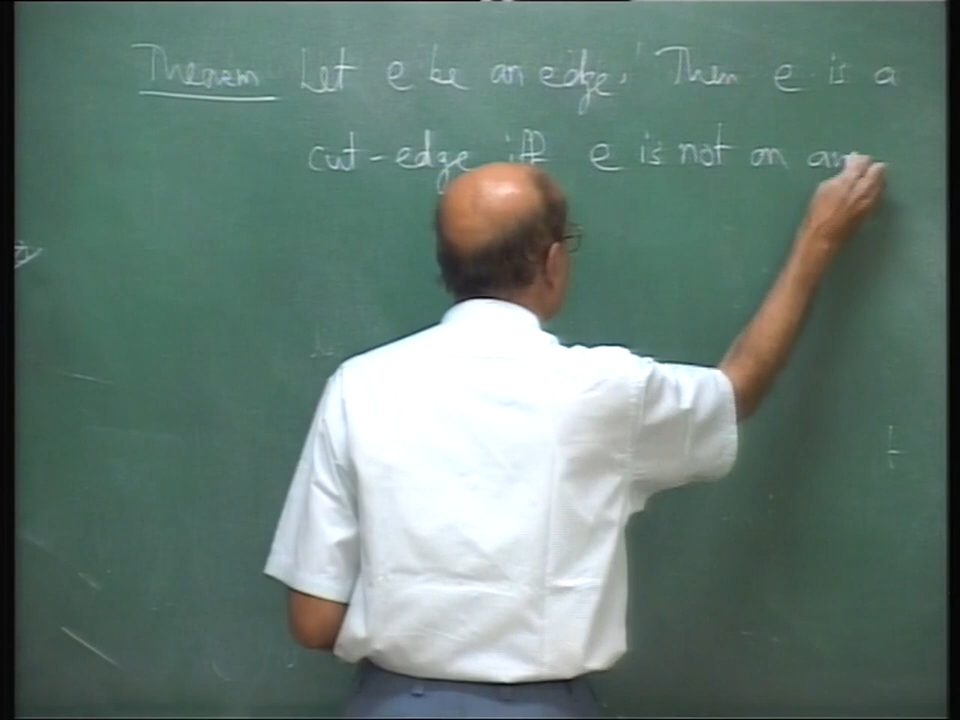 Theorem Let e be an edge. Then e is a
cut-edge iff e is not on an